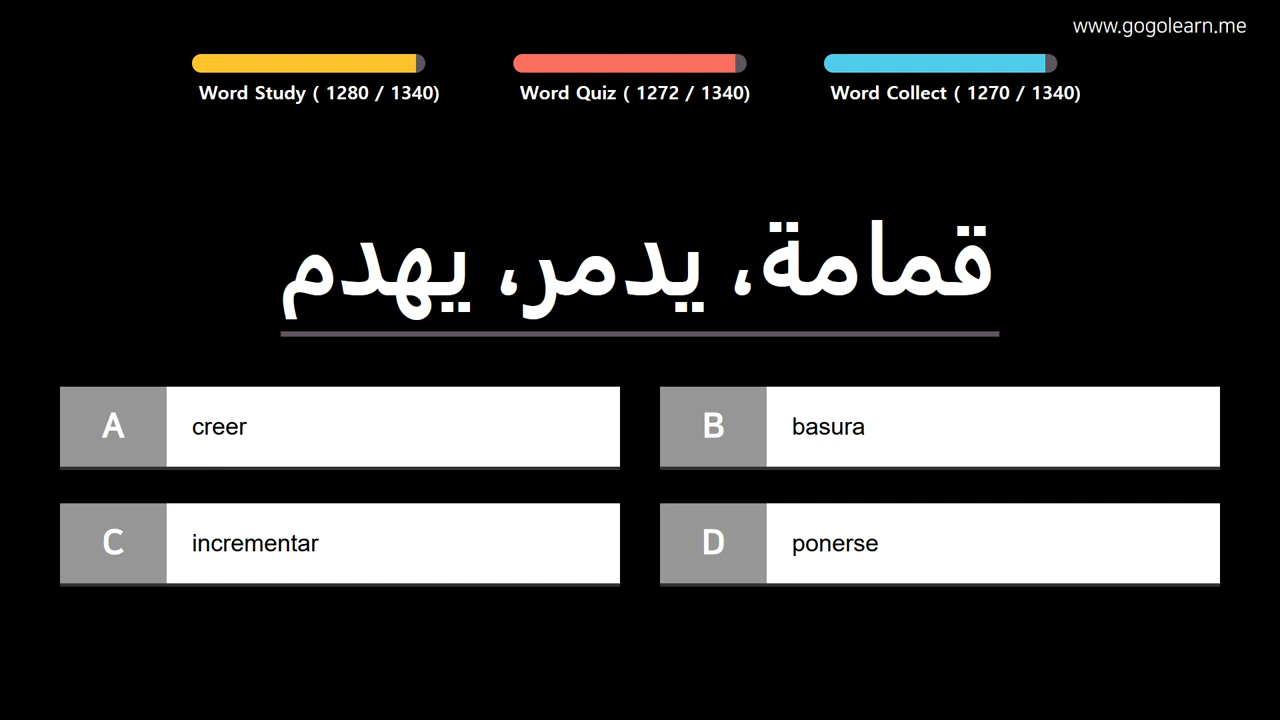 www.gogolearn.me
Word Study ( 1280 / 1340)
Word Quiz ( 1272 / 1340)
Word Collect ( 1270 / 1340)
قمامة، يدمر، يهدم
A creer
B basura
C incrementar
D ponerse